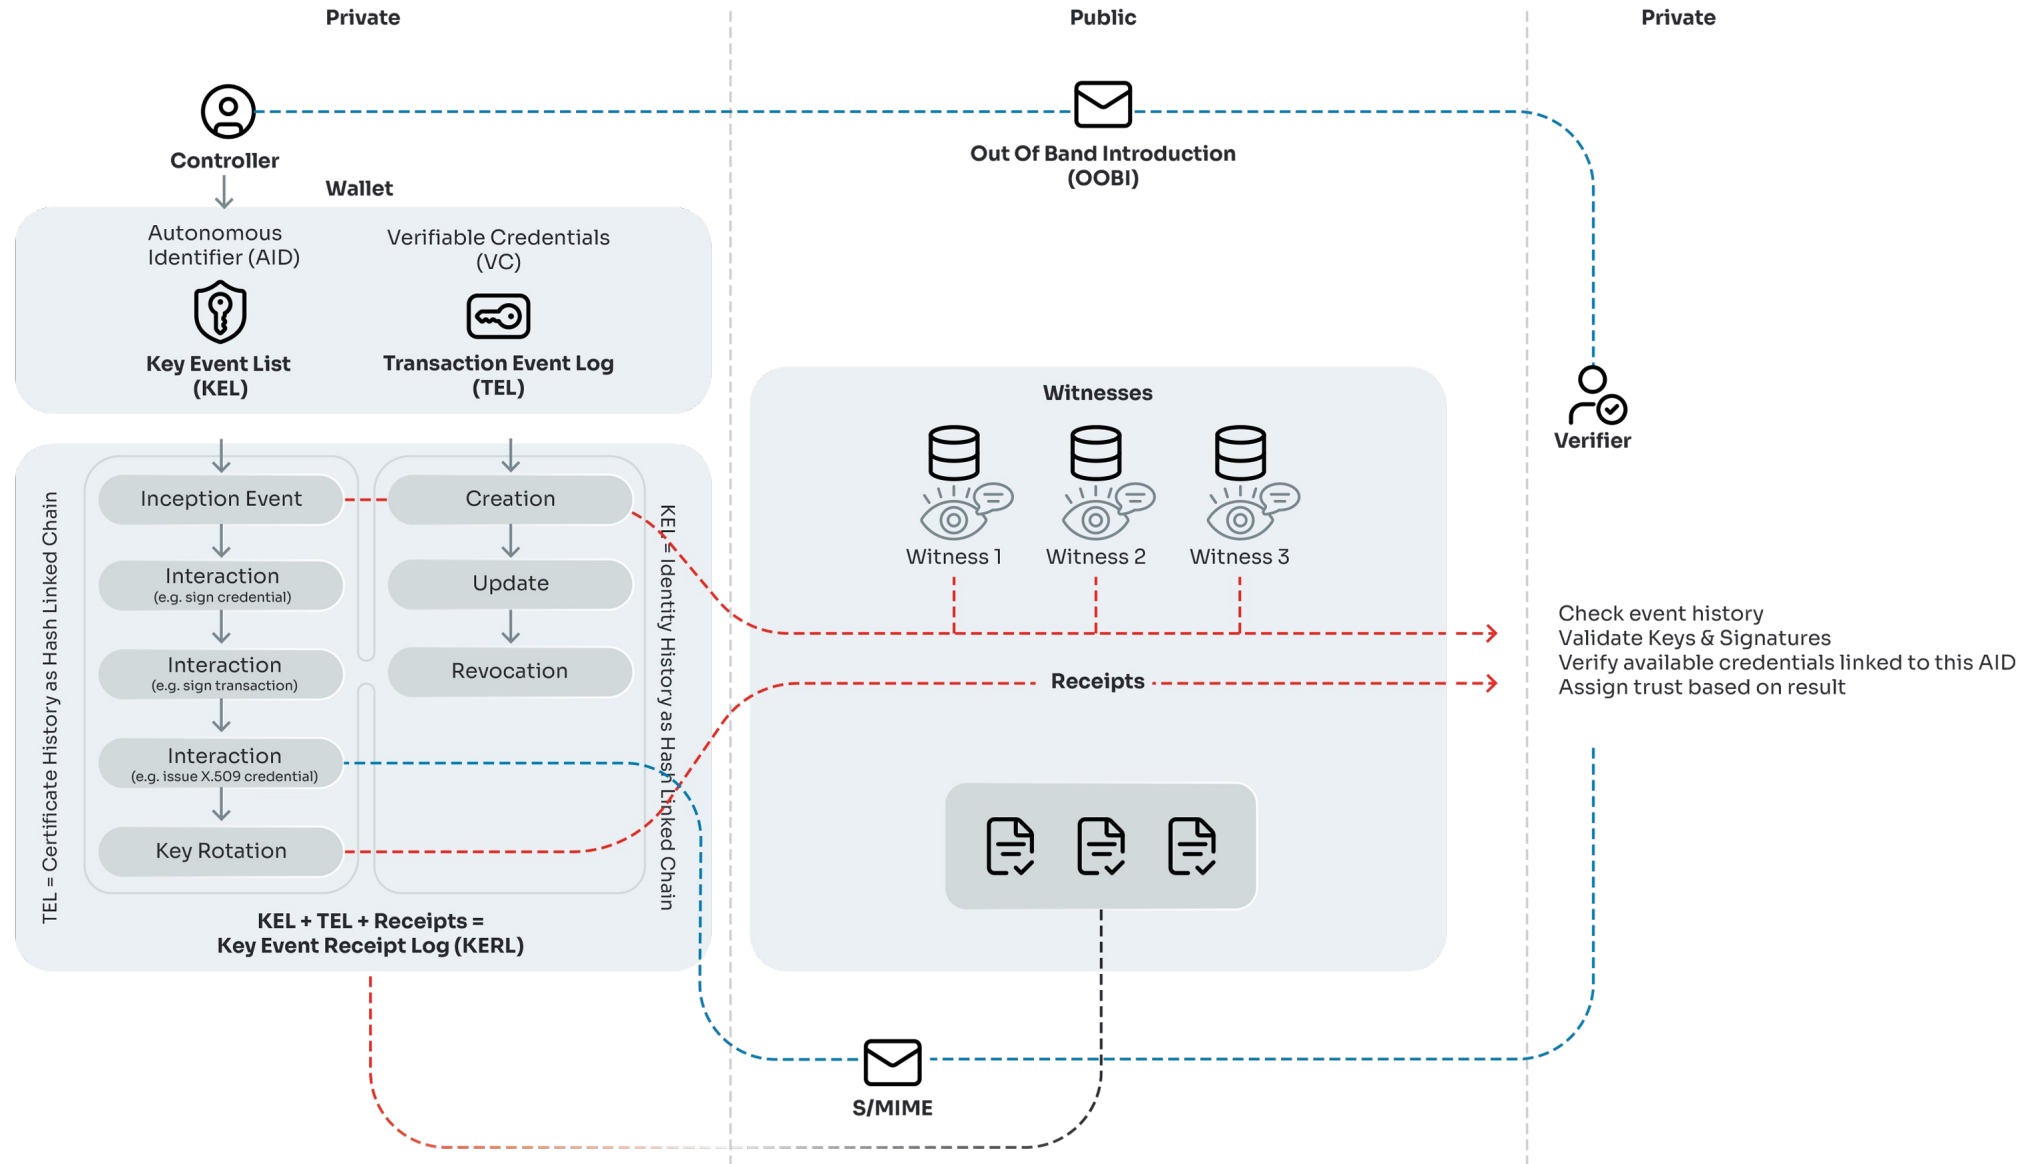 Private
Public
Private
Controller
Out Of Band Introduction
(OOBI)
Wallet
Autonomous
Identifier (AID)
Verifiable Credentials
(VC)
Key Event List
(KEL)
Transaction Event Log
(TEL)
Witnesses
Witness 1
Witness 2
Witness 3
Verifier
TEL = Certificate History as Hash Linked Chain
Inception Event
Interaction
(e.g. sign credential)
Interaction
(e.g. sign transaction)
Interaction
(e.g. issue X.509 credential)
Key Rotation
Creation
Update
Revocation
KEL = Identity History as Hash Linked Chain
KEL + TEL + Receipts =
Key Event Receipt Log (KERL)
Receipts
Check event history
Validate Keys & Signatures
Verify available credentials linked to this AID
Assign trust based on result
S/MIME